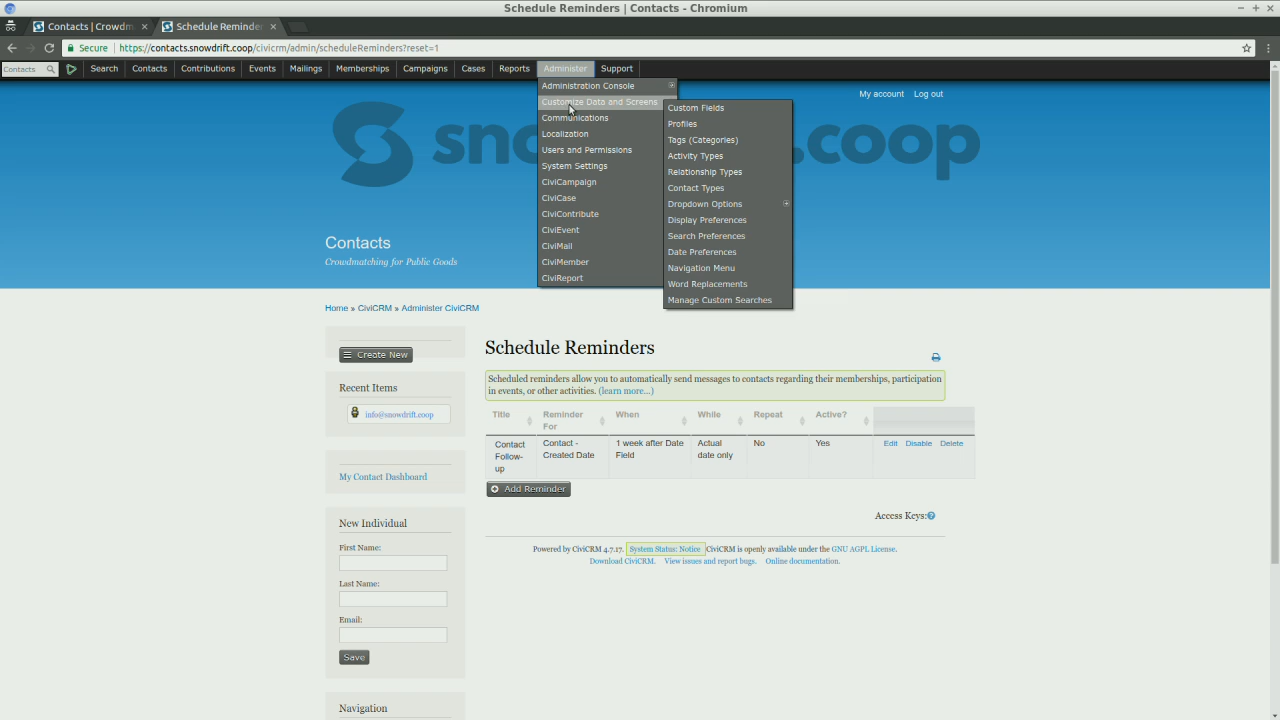 Schedule Reminders | Contacts - Chromium
Contacts | Crowdm
Schedule Reminde
Secure
https://contacts.snowdrift.coop/civicrm/admin/scheduleReminders?reset=1
Contacts
Search
Contacts
Contributions
Events
Mailings
Memberships
Campaigns
Cases
Reports
Administer
Support
Administration Console
Customize Data and Screens
Communications
Localization
Users and Permissions
System Settings
CiviCampaign
CiviCase
CiviContribute
CiviEvent
CiviMail
CiviMember
CiviReport
Custom Fields
Profiles
Tags (Categories)
Activity Types
Relationship Types
Contact Types
Dropdown Options
Display Preferences
Search Preferences
Date Preferences
Navigation Menu
Word Replacements
Manage Custom Searches
My account Log out
sno .coop
Contacts
Crowdmatching for Public Goods
Home » CiviCRM » Administer CiviCRM
Create New
Recent Items
info@snowdrift.coop
My Contact Dashboard
New Individual
First Name:
Last Name:
Email:
Save
Navigation
Schedule Reminders
Scheduled reminders allow you to automatically send messages to contacts regarding their memberships, participation
in events, or other activities. (learn more...)
Title
Reminder
For
When
While
Repeat
Active?
Contact
Follow-
up
Contact -
Created Date
1 week after Date
Field
Actual
date only
No
Yes
Edit Disable Delete
Add Reminder
Access Keys:
Powered by CiviCRM 4.7.17. System Status: Notice CiviCRM is openly available under the GNU AGPL License.
Download CiviCRM. View issues and report bugs. Online documentation.